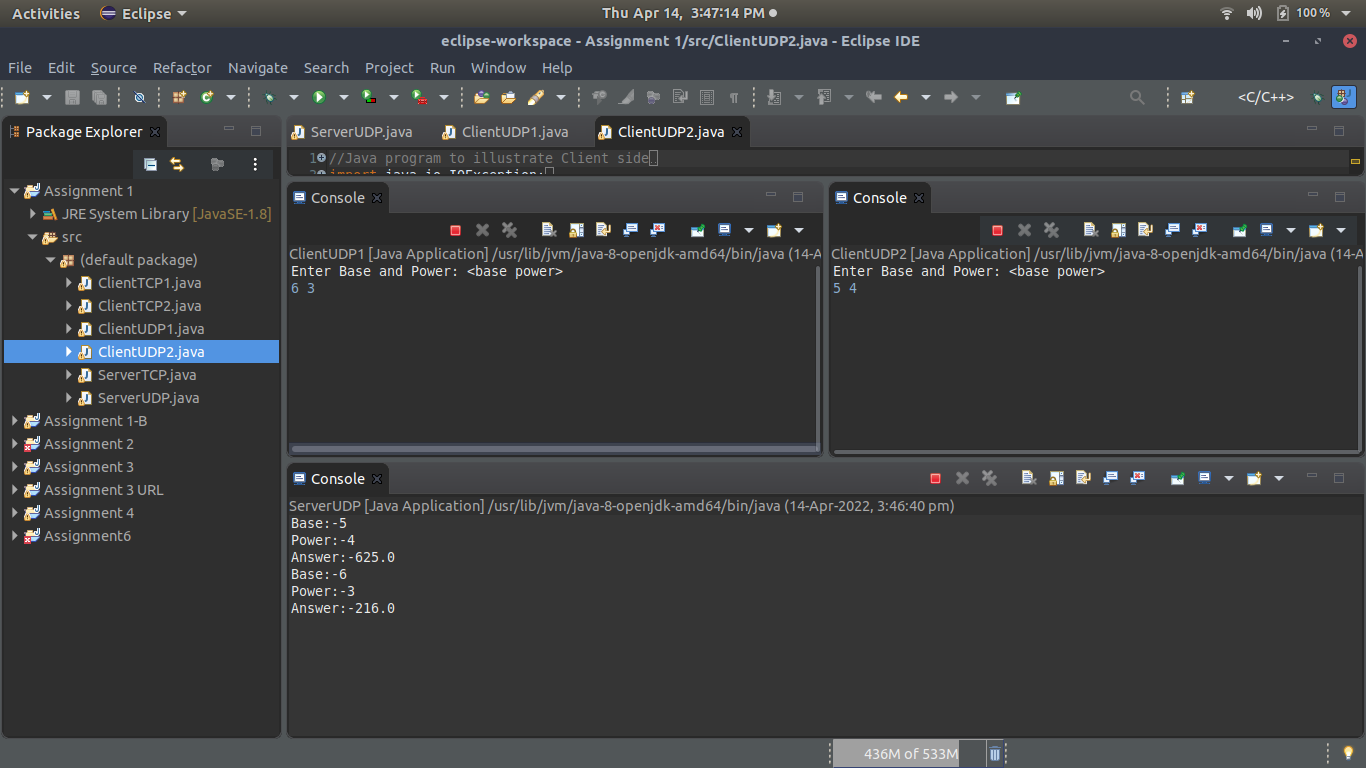 Activities Eclipse Thu Apr 14, 3:47:14 PM 100%
eclipse-workspace - Assignment 1/src/ClientUDP2.java - Eclipse IDE
File Edit Source Refactor Navigate Search Project Run Window Help
<C/C++>
Package Explorer
Assignment 1
JRE System Library [JavaSE-1.8]
src
(default package)
ClientTCP1.java
ClientTCP2.java
ClientUDP1.java
ClientUDP2.java
ServerTCP.java
ServerUDP.java
Assignment 1-B
Assignment 2
Assignment 3
Assignment 3 URL
Assignment 4
Assignment6
ServerUDP.java ClientUDP1.java ClientUDP2.java
1 //Java program to illustrate Client side
2 import java.io.IOException;
Console
ClientUDP1 [Java Application] /usr/lib/jvm/java-8-openjdk-amd64/bin/java (14-A
Enter Base and Power: <base power>
6 3
Console
ClientUDP2 [Java Application] /usr/lib/jvm/java-8-openjdk-amd64/bin/java (14-A
Enter Base and Power: <base power>
5 4
Console
ServerUDP [Java Application] /usr/lib/jvm/java-8-openjdk-amd64/bin/java (14-Apr-2022, 3:46:40 pm)
Base:-5
Power:-4
Answer:-625.0
Base:-6
Power:-3
Answer:-216.0
436M of 533M